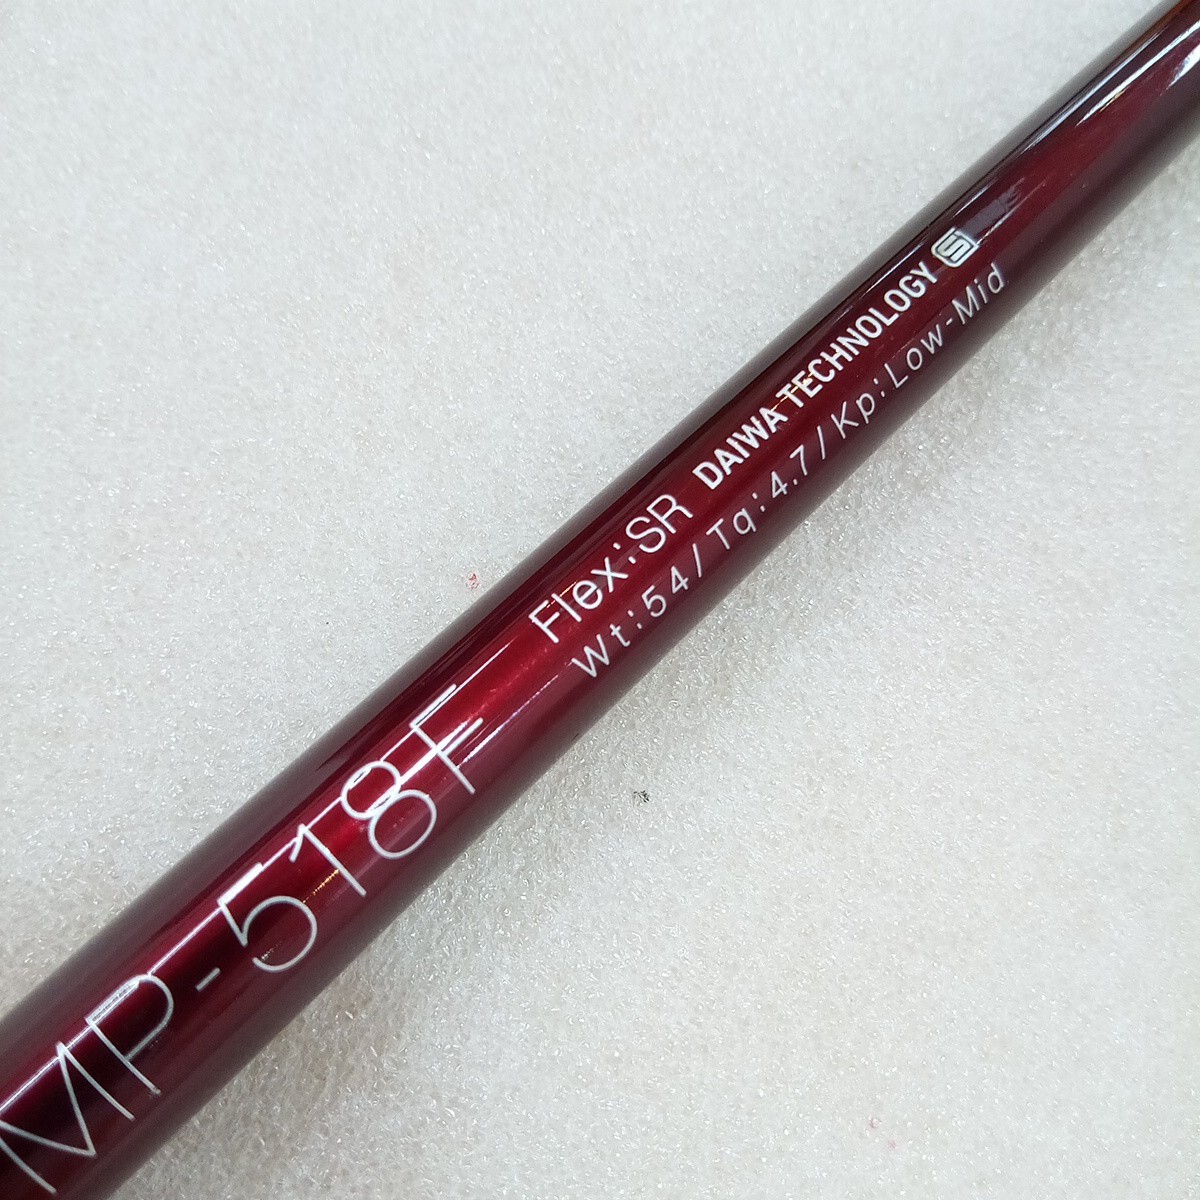 MP-518F
Flex:SR DAIWA TECHNOLOGY S
Wt:54/Tq:4.7/Kp:Low-Mid